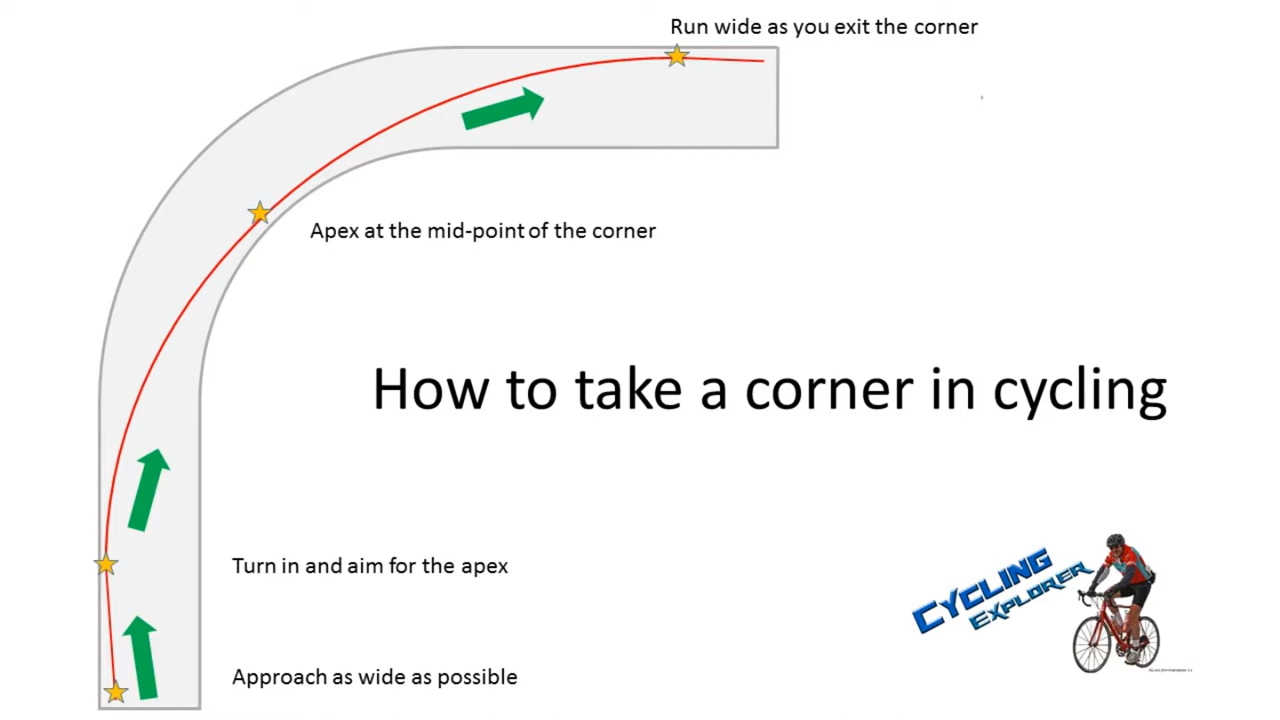 Run wide as you exit the corner
Apex at the mid-point of the corner
How to take a corner in cycling
Turn in and aim for the apex
CYCLING
EXPLORER
Approach as wide as possible